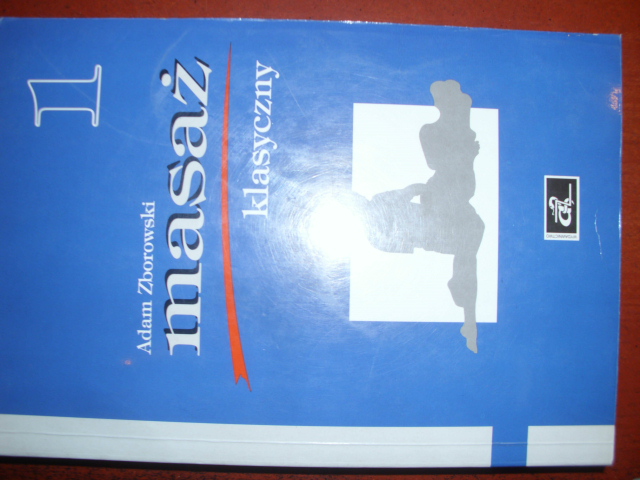 1
Adam Zborowski
masaż
klasyczny